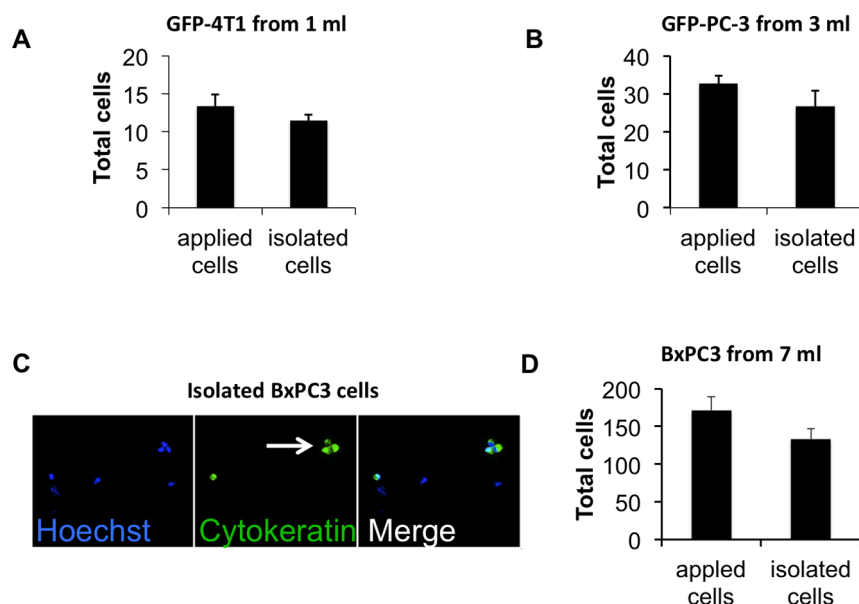 A
GFP-4T1 from 1 ml
Total cells
20
15
10
5
0
applied
cells
isolated
cells
B
GFP-PC-3 from 3 ml
Total cells
40
30
20
10
0
applied
cells
isolated
cells
C
Isolated BxPC3 cells
Hoechst
Cytokeratin
Merge
D
BxPC3 from 7 ml
Total cells
200
150
100
50
0
appled
cells
isolated
cells